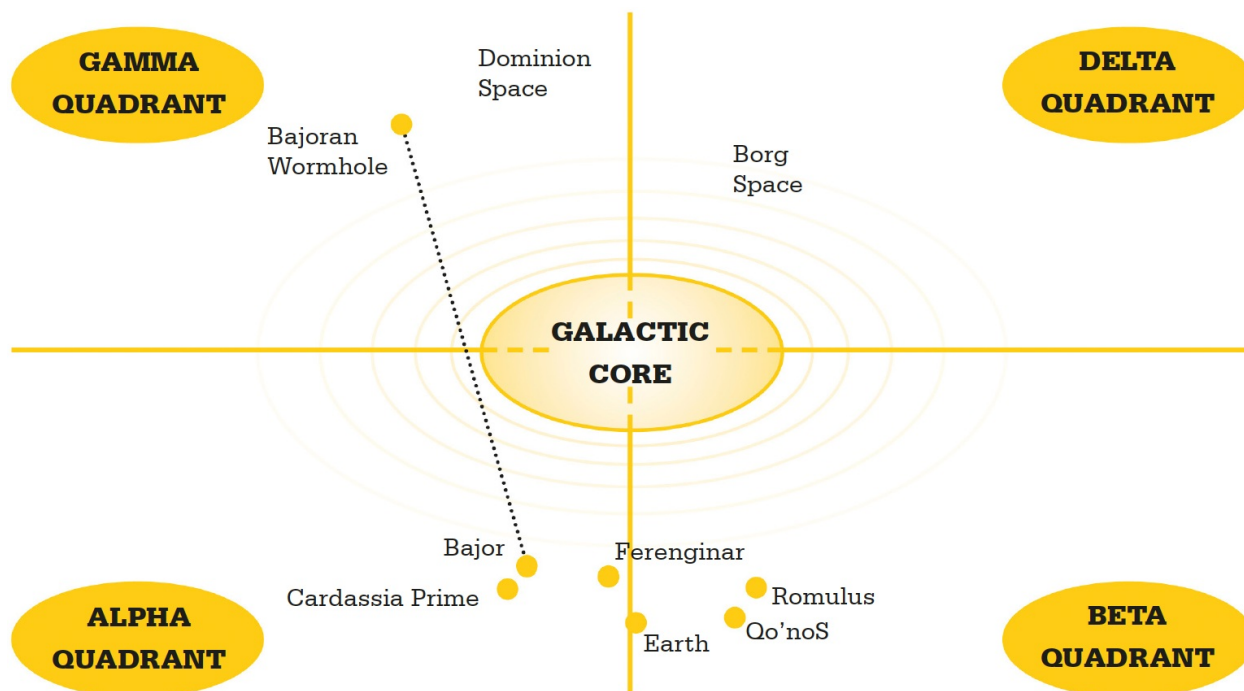 GAMMA
QUADRANT
Dominion
Space
DELTA
QUADRANT
Bajoran
Wormhole
Borg
Space
GALACTIC
CORE
Bajor
Ferenginar
Cardassia Prime
Romulus
Qo'noS
Earth
ALPHA
QUADRANT
BETA
QUADRANT